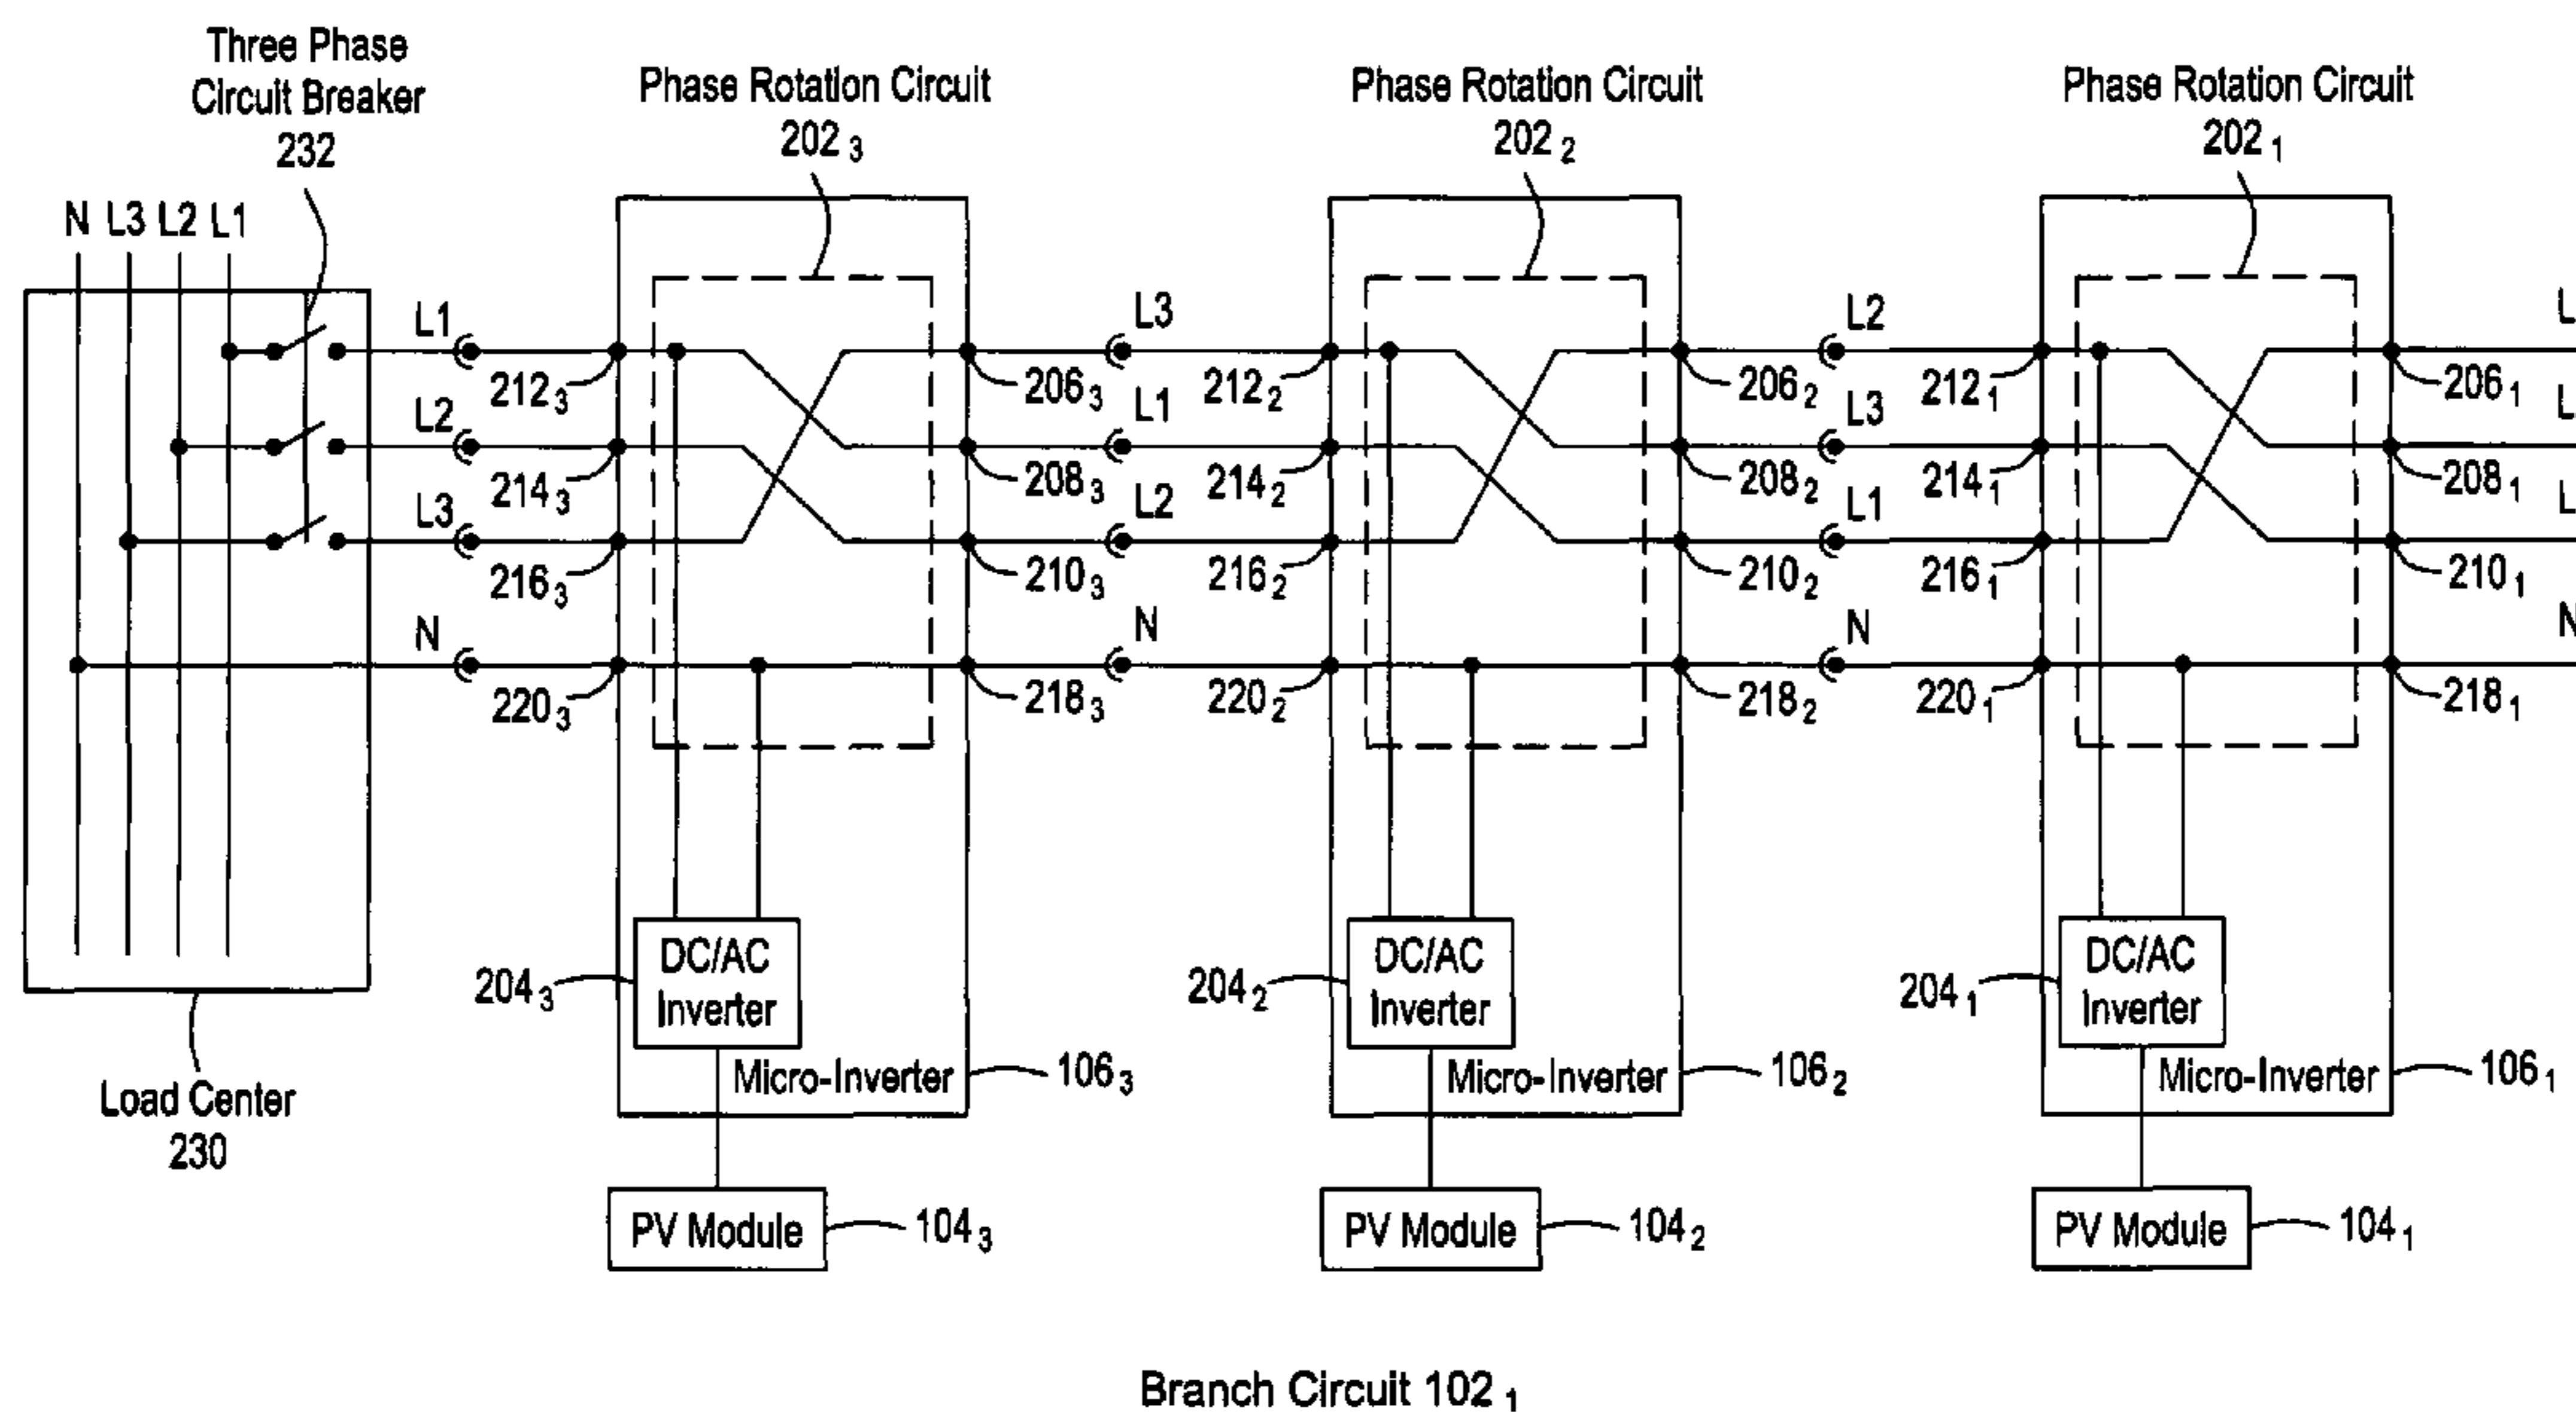 Three Phase
Circuit Breaker
232
Phase Rotation Circuit
202 3
Phase Rotation Circuit
202 2
Phase Rotation Circuit
202 1
N L3 L2 L1
L1
L2
L3
N
212 3
214 3
216 3
220 3
206 3
208 3
210 3
218 3
L3
L1
L2
N
212 2
214 2
216 2
220 2
206 2
208 2
210 2
218 2
L2
L3
L1
N
212 1
214 1
216 1
220 1
206 1
208 1
210 1
218 1
204 3
DC/AC
Inverter
Micro-Inverter
106 3
204 2
DC/AC
Inverter
Micro-Inverter
106 2
204 1
DC/AC
Inverter
Micro-Inverter
106 1
Load Center
230
PV Module
104 3
PV Module
104 2
PV Module
104 1
Branch Circuit 102 1